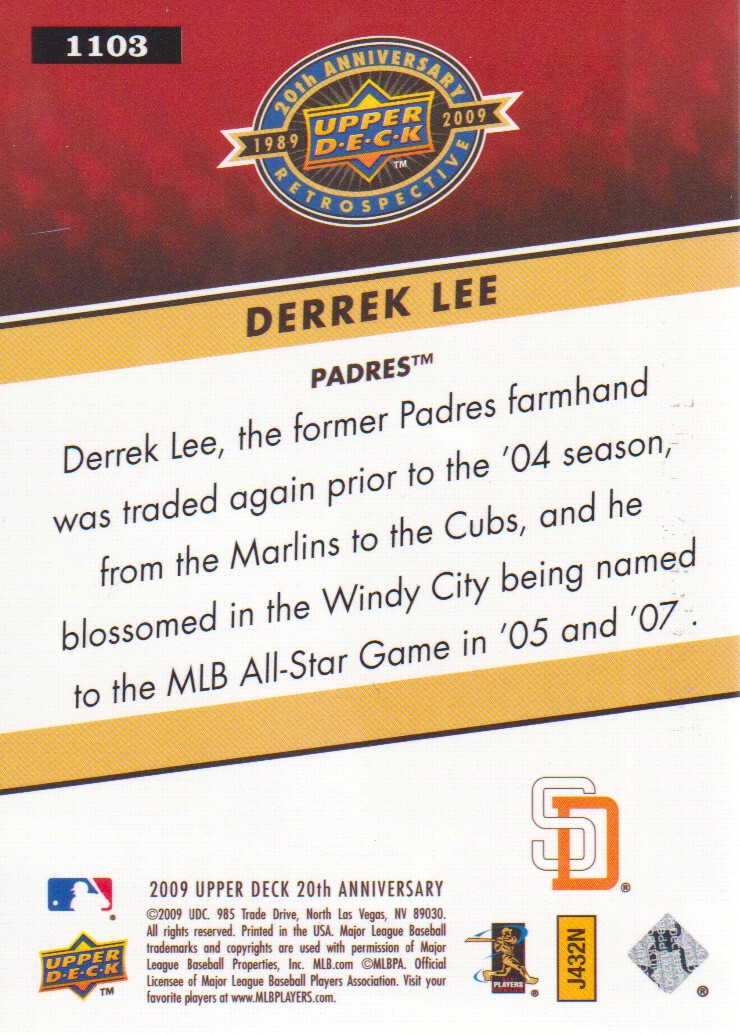 1103
20th ANNIVERSARY
1989 UPPER D·E·C·K 2009
TM
RETROSPECTIVE
DERREK LEE
PADRES™
Derrek Lee, the former Padres farmhand
was traded again prior to the '04 season,
from the Marlins to the Cubs, and he
blossomed in the Windy City being named
to the MLB All-Star Game in '05 and '07 .
SD®
2009 UPPER DECK 20th ANNIVERSARY
©2009 UDC. 985 Trade Drive, North Las Vegas, NV 89030.
All rights reserved. Printed in the USA. Major League Baseball
trademarks and copyrights are used with permission of Major
League Baseball Properties, Inc. MLB.com ©MLBPA. Official
Licensee of Major League Baseball Players Association. Visit your
favorite players at www.MLBPLAYERS.com.
®
UPPER D·E·C·K TM
PLAYERS ®
J432N
®